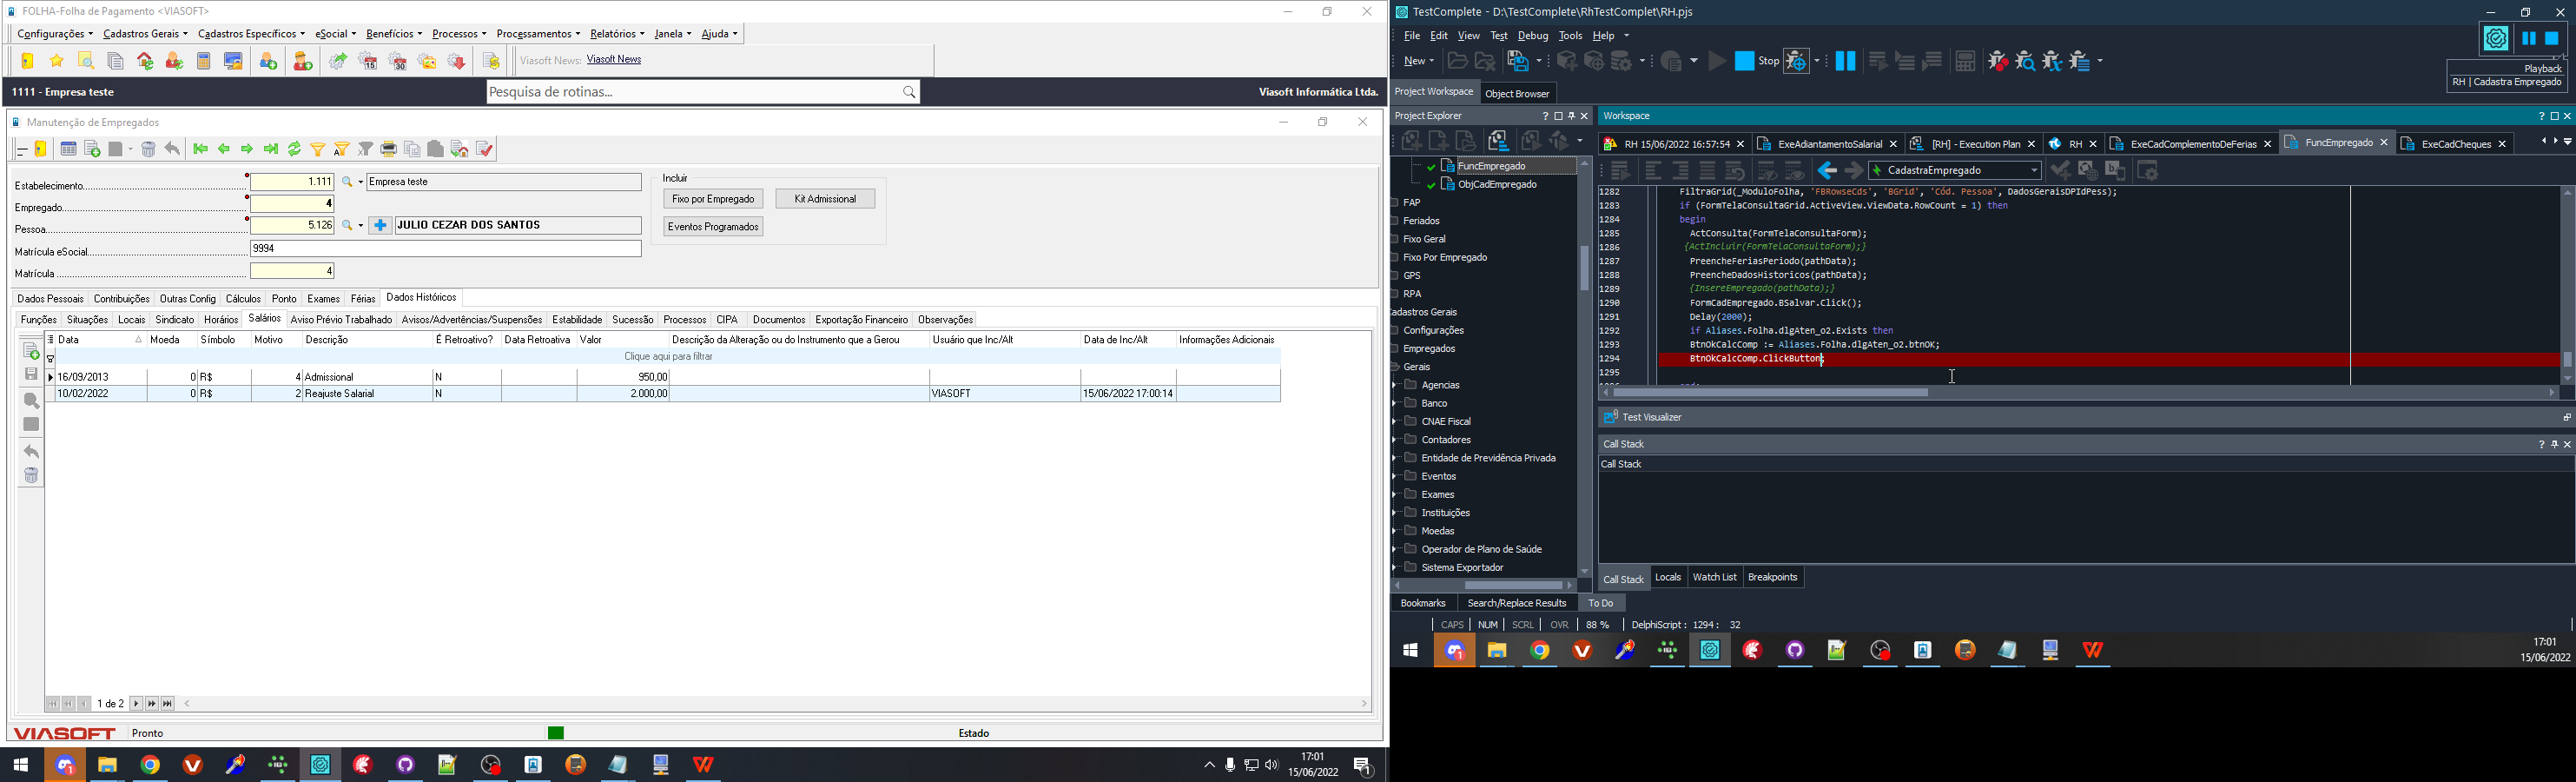 FOLHA-Folha de Pagamento <VIASOFT>
Configurações Cadastros Gerais Cadastros Específicos eSocial Benefícios Processos Processamentos Relatórios Janela Ajuda
Viasoft News: Viasoft News
1111 - Empresa teste
Pesquisa de rotinas...
Viasoft Informática Ltda.
Manutenção de Empregados
Estabelecimento 1.111 Empresa teste
Empregado 4
Pessoa 5.126 JULIO CEZAR DOS SANTOS
Matrícula eSocial 9994
Matrícula 4
Incluir
Fixo por Empregado Kit Admissional
Eventos Programados
Dados Pessoais Contribuições Outras Config Cálculos Ponto Exames Férias Dados Históricos
Funções Situações Locais Sindicato Horários Salários Aviso Prévio Trabalhado Avisos/Advertências/Suspensões Estabilidade Sucessão Processos CIPA Documentos Exportação Financeiro Observações
Data Moeda Símbolo Motivo Descrição É Retroativo? Data Retroativa Valor Descrição da Alteração ou do Instrumento que a Gerou Usuário que Inc/Alt Data de Inc/Alt Informações Adicionais
Clique aqui para filtrar
16/09/2013 0 R$ 4 Admissional N 950,00
10/02/2022 0 R$ 2 Reajuste Salarial N 2.000,00 VIASOFT 15/06/2022 17:00:14
1 de 2
VIASOFT Pronto Estado
17:01
15/06/2022
TestComplete - D:\TestComplete\RhTestComplet\RH.pjs
File Edit View Test Debug Tools Help
New Stop
Playback
RH | Cadastra Empregado
Project Workspace Object Browser
Project Explorer
FuncEmpregado
ObjCadEmpregado
FAP
Feriados
Fixo Geral
Fixo Por Empregado
GPS
RPA
adastros Gerais
Configurações
Empregados
Gerais
Agencias
Banco
CNAE Fiscal
Contadores
Entidade de Previdência Privada
Eventos
Exames
Instituições
Moedas
Operador de Plano de Saúde
Sistema Exportador
Workspace
RH 15/06/2022 16:57:54 ExeAdiantamentoSalarial [RH] - Execution Plan RH ExeCadComplementoDeFerias FuncEmpregado ExeCadCheques
CadastraEmpregado
1282 FiltraGrid(_ModuloFolha, 'FBRowseCds', 'BGrid', 'Cód. Pessoa', DadosGeraisDPIdPess);
1283 if (FormTelaConsultaGrid.ActiveView.ViewData.RowCount = 1) then
1284 begin
1285 ActConsulta(FormTelaConsultaForm);
1286 {ActIncluir(FormTelaConsultaForm);}
1287 PreencheFeriasPeriodo(pathData);
1288 PreencheDadosHistoricos(pathData);
1289 {InsereEmpregado(pathData);}
1290 FormCadEmpregado.BSalvar.Click();
1291 Delay(2000);
1292 if Aliases.Folha.dlgAten_o2.Exists then
1293 BtnOkCalcComp := Aliases.Folha.dlgAten_o2.btnOK;
1294 BtnOkCalcComp.ClickButton;
1295
Test Visualizer
Call Stack
Call Stack
Call Stack Locals Watch List Breakpoints
Bookmarks Search/Replace Results To Do
CAPS NUM SCRL OVR 88 % DelphiScript : 1294 : 32
17:01
15/06/2022